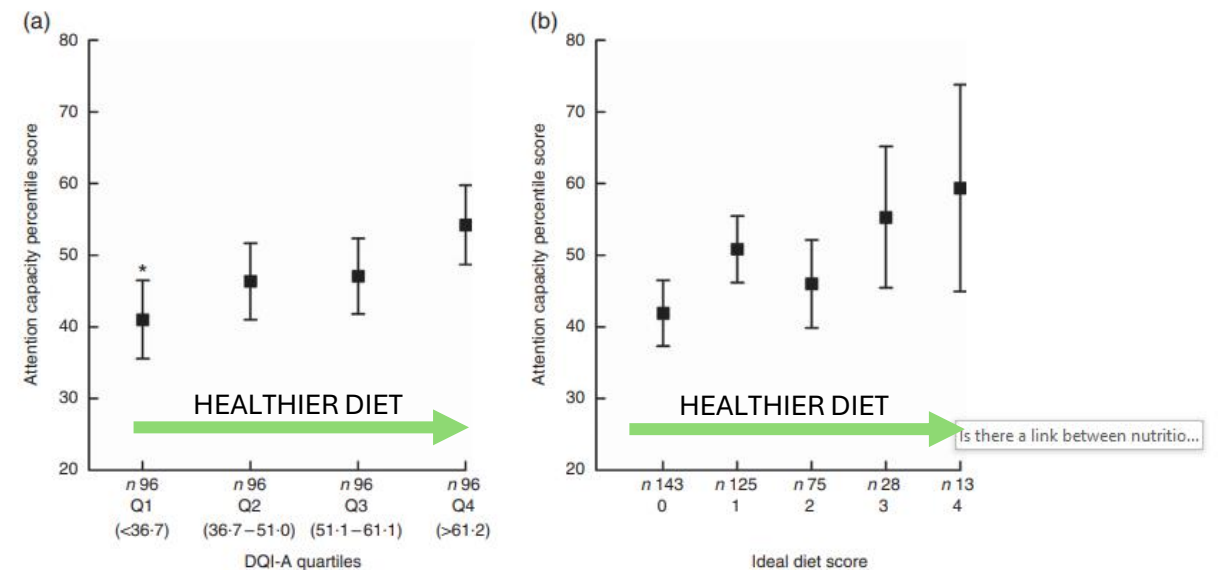 (a)
80
70
60
50
40
30
20
Attention capacity percentile score
*
HEALTHIER DIET
n 96 n 96 n 96 n 96
Q1 Q2 Q3 Q4
(<36·7) (36·7–51·0) (51·1–61·1) (>61·2)
DQI-A quartiles
(b)
80
70
60
50
40
30
20
Attention capacity percentile score
HEALTHIER DIET
Is there a link between nutritio...
n 143 n 125 n 75 n 28 n 13
0 1 2 3 4
Ideal diet score